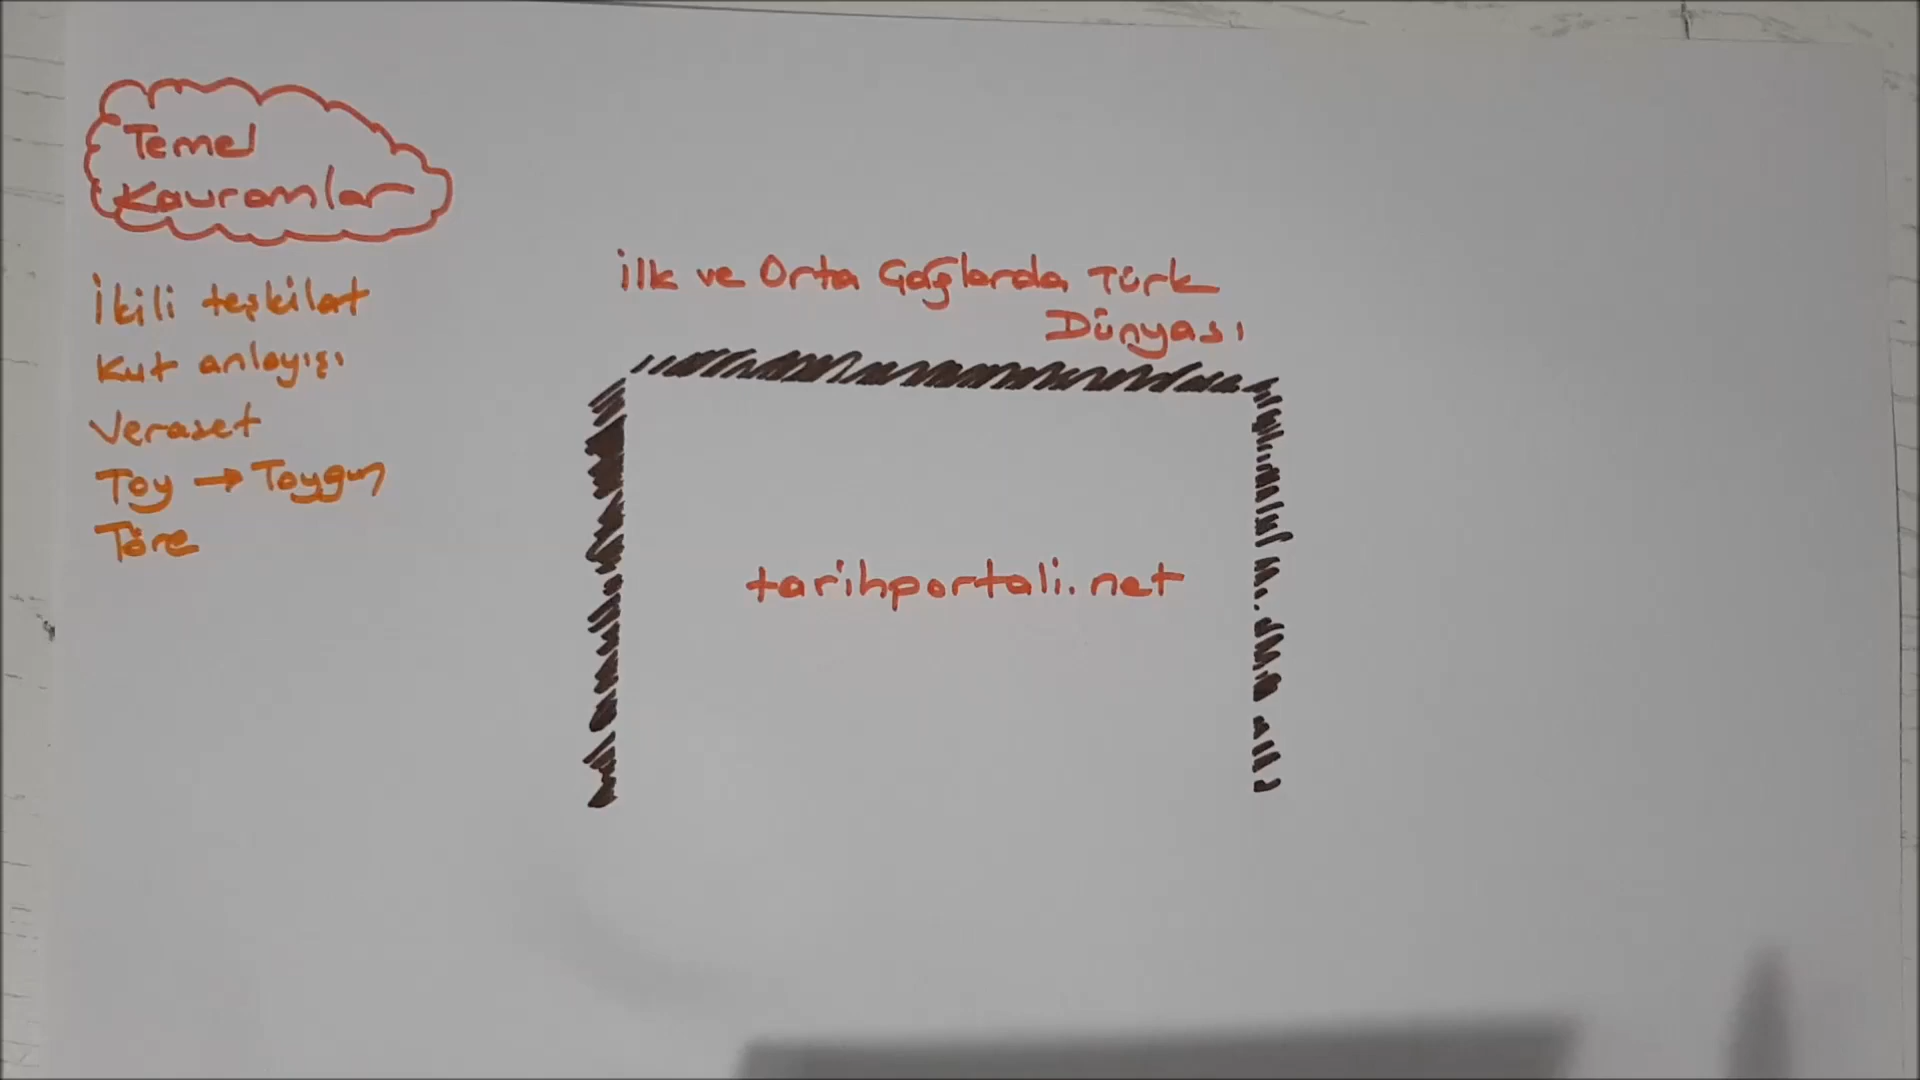 Temel
Kavramlar
İkili teşkilat
Kut anlayışı
Veraset
Toy → Toygun
Töre
İlk ve Orta Çağlarda Türk
Dünyası
tarihportali.net